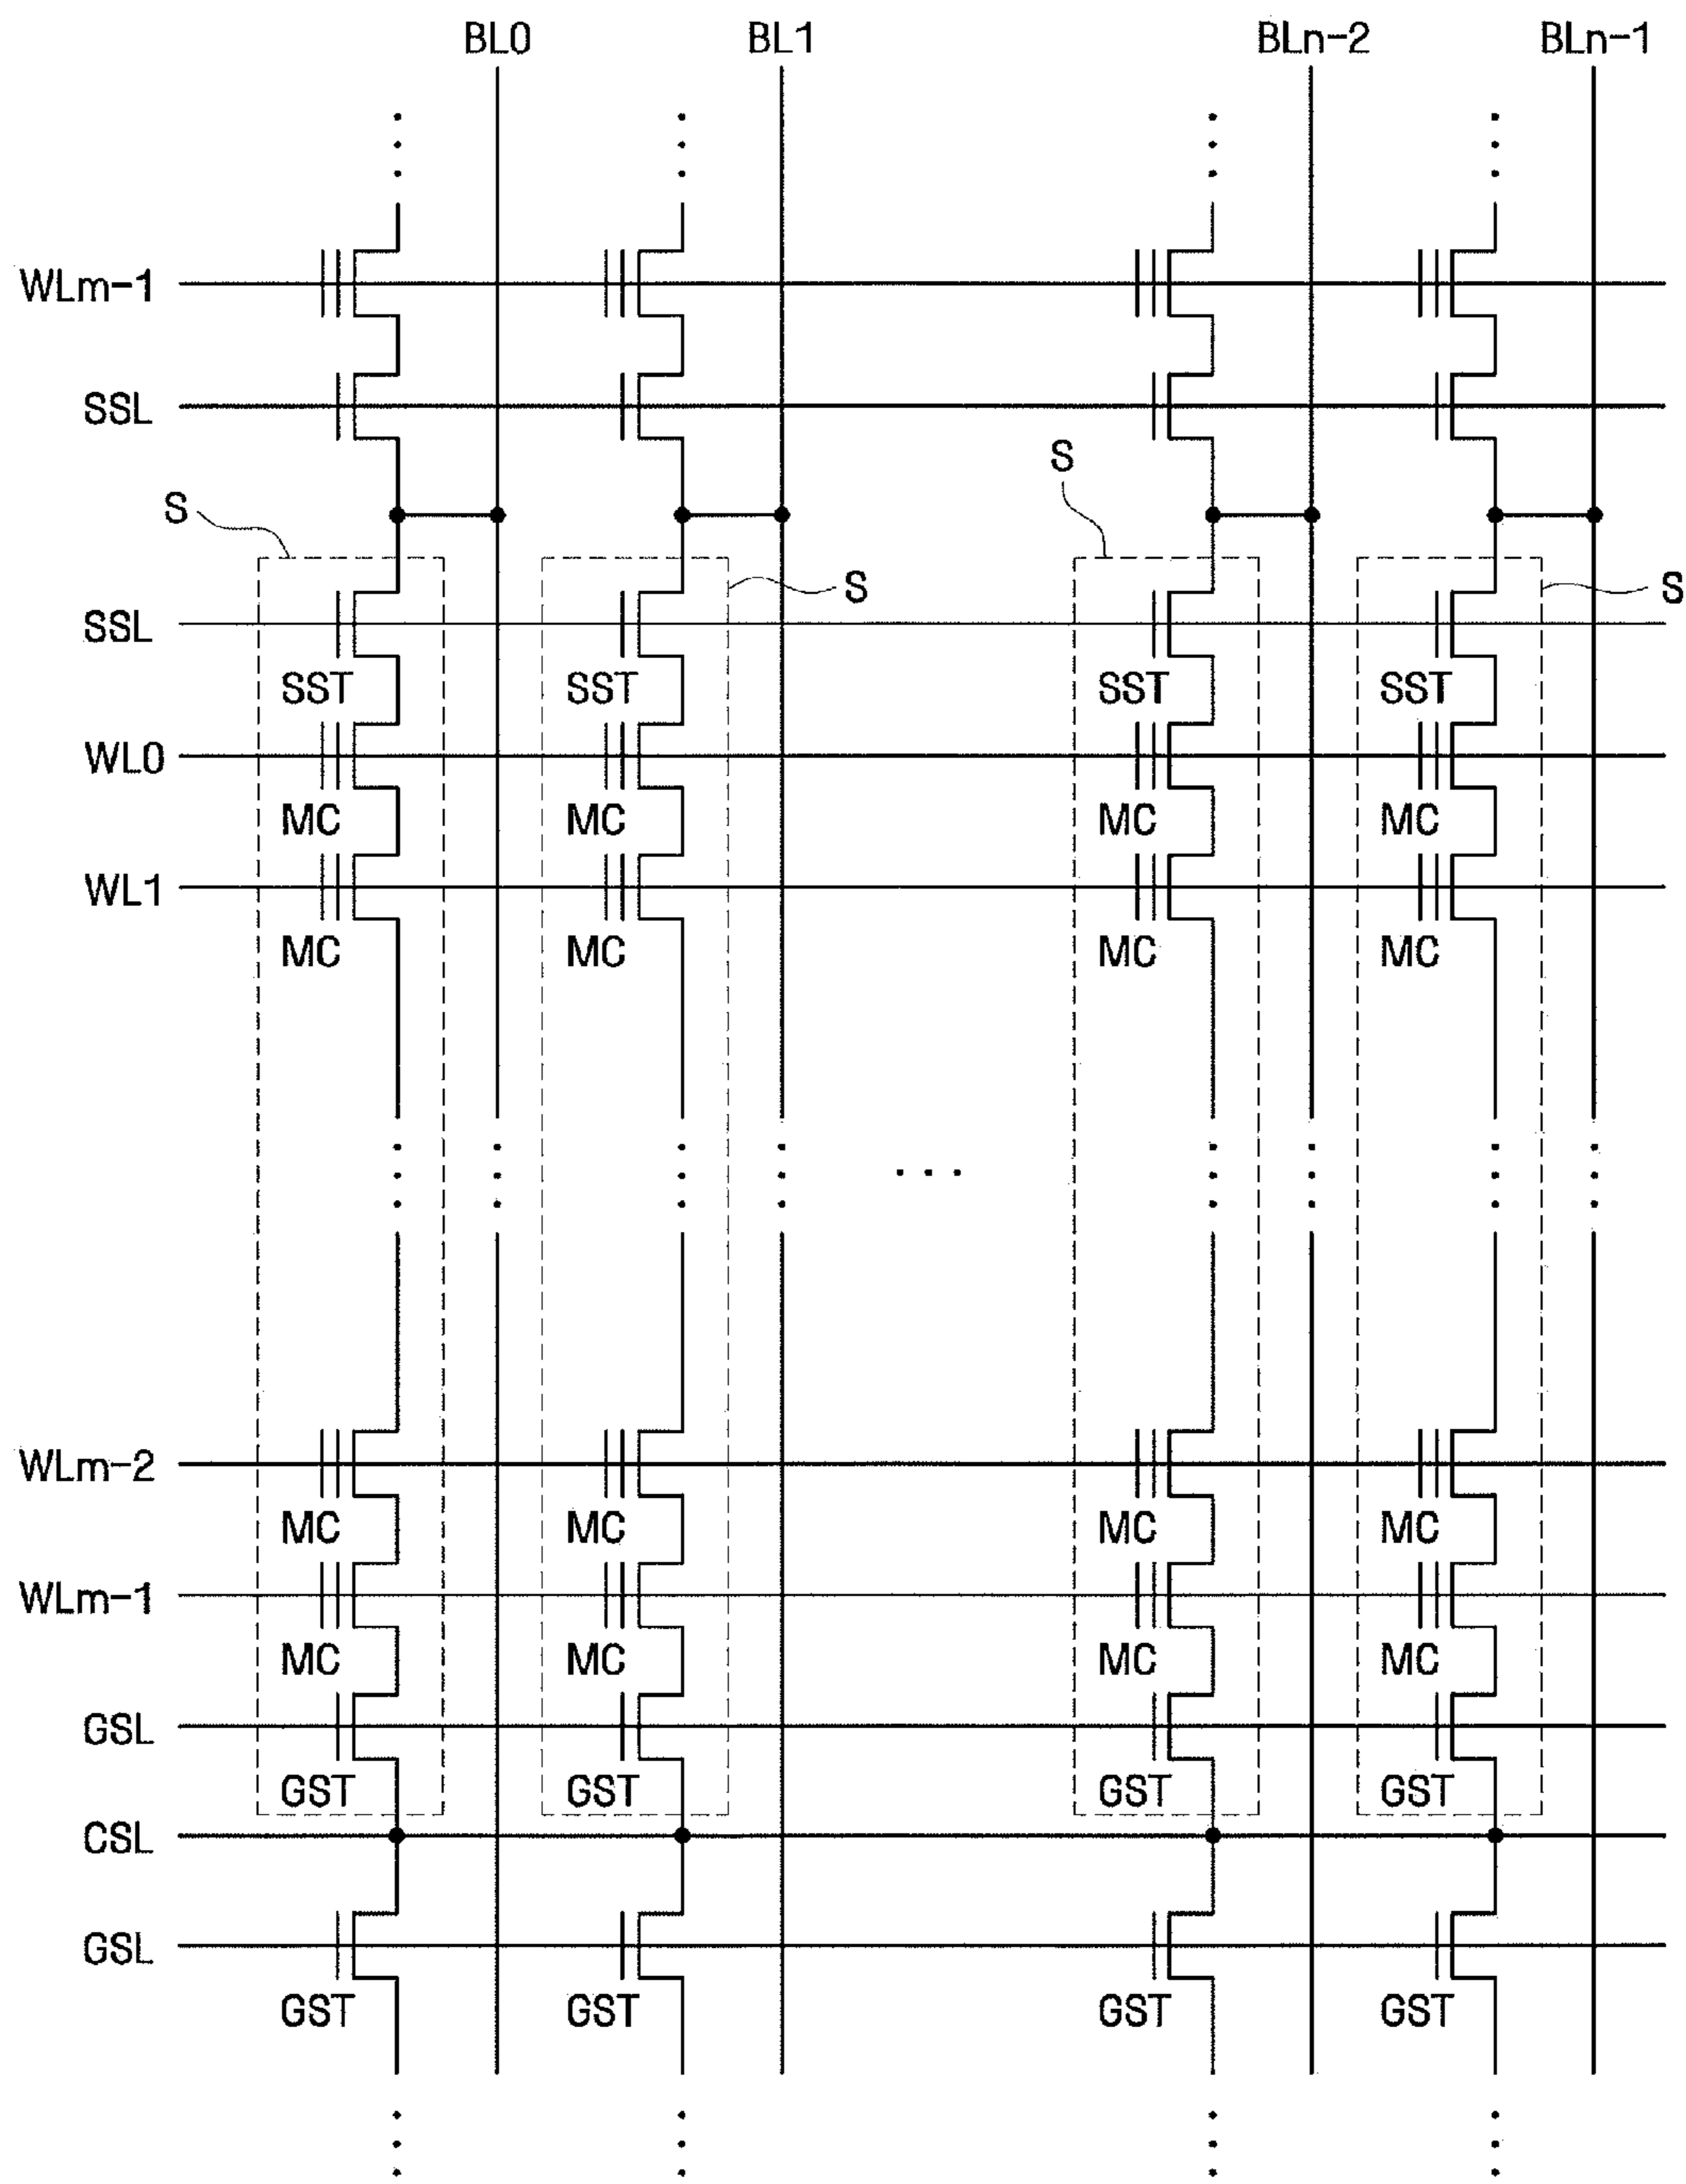 BL0 BL1 BLn-2 BLn-1
WLm-1
SSL
S
S
S S
SSL
SST SST SST SST
WL0
MC MC MC MC
WL1
MC MC MC MC
WLm-2
MC MC MC MC
WLm-1
MC MC MC MC
GSL
GST GST GST GST
CSL
GSL
GST GST GST GST